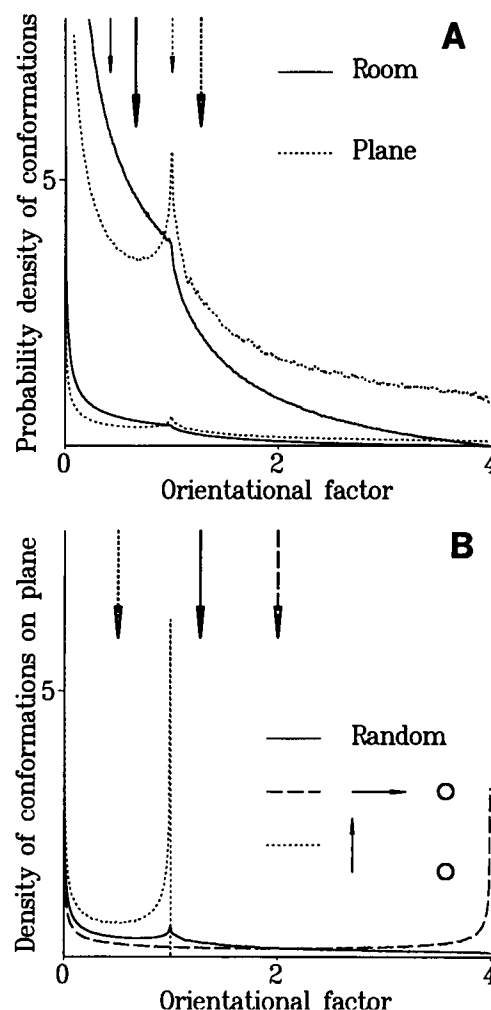 A
Room
Plane
Probability density of conformations
5
0
2
4
Orientational factor
B
Density of conformations on plane
5
Random
0
2
4
Orientational factor